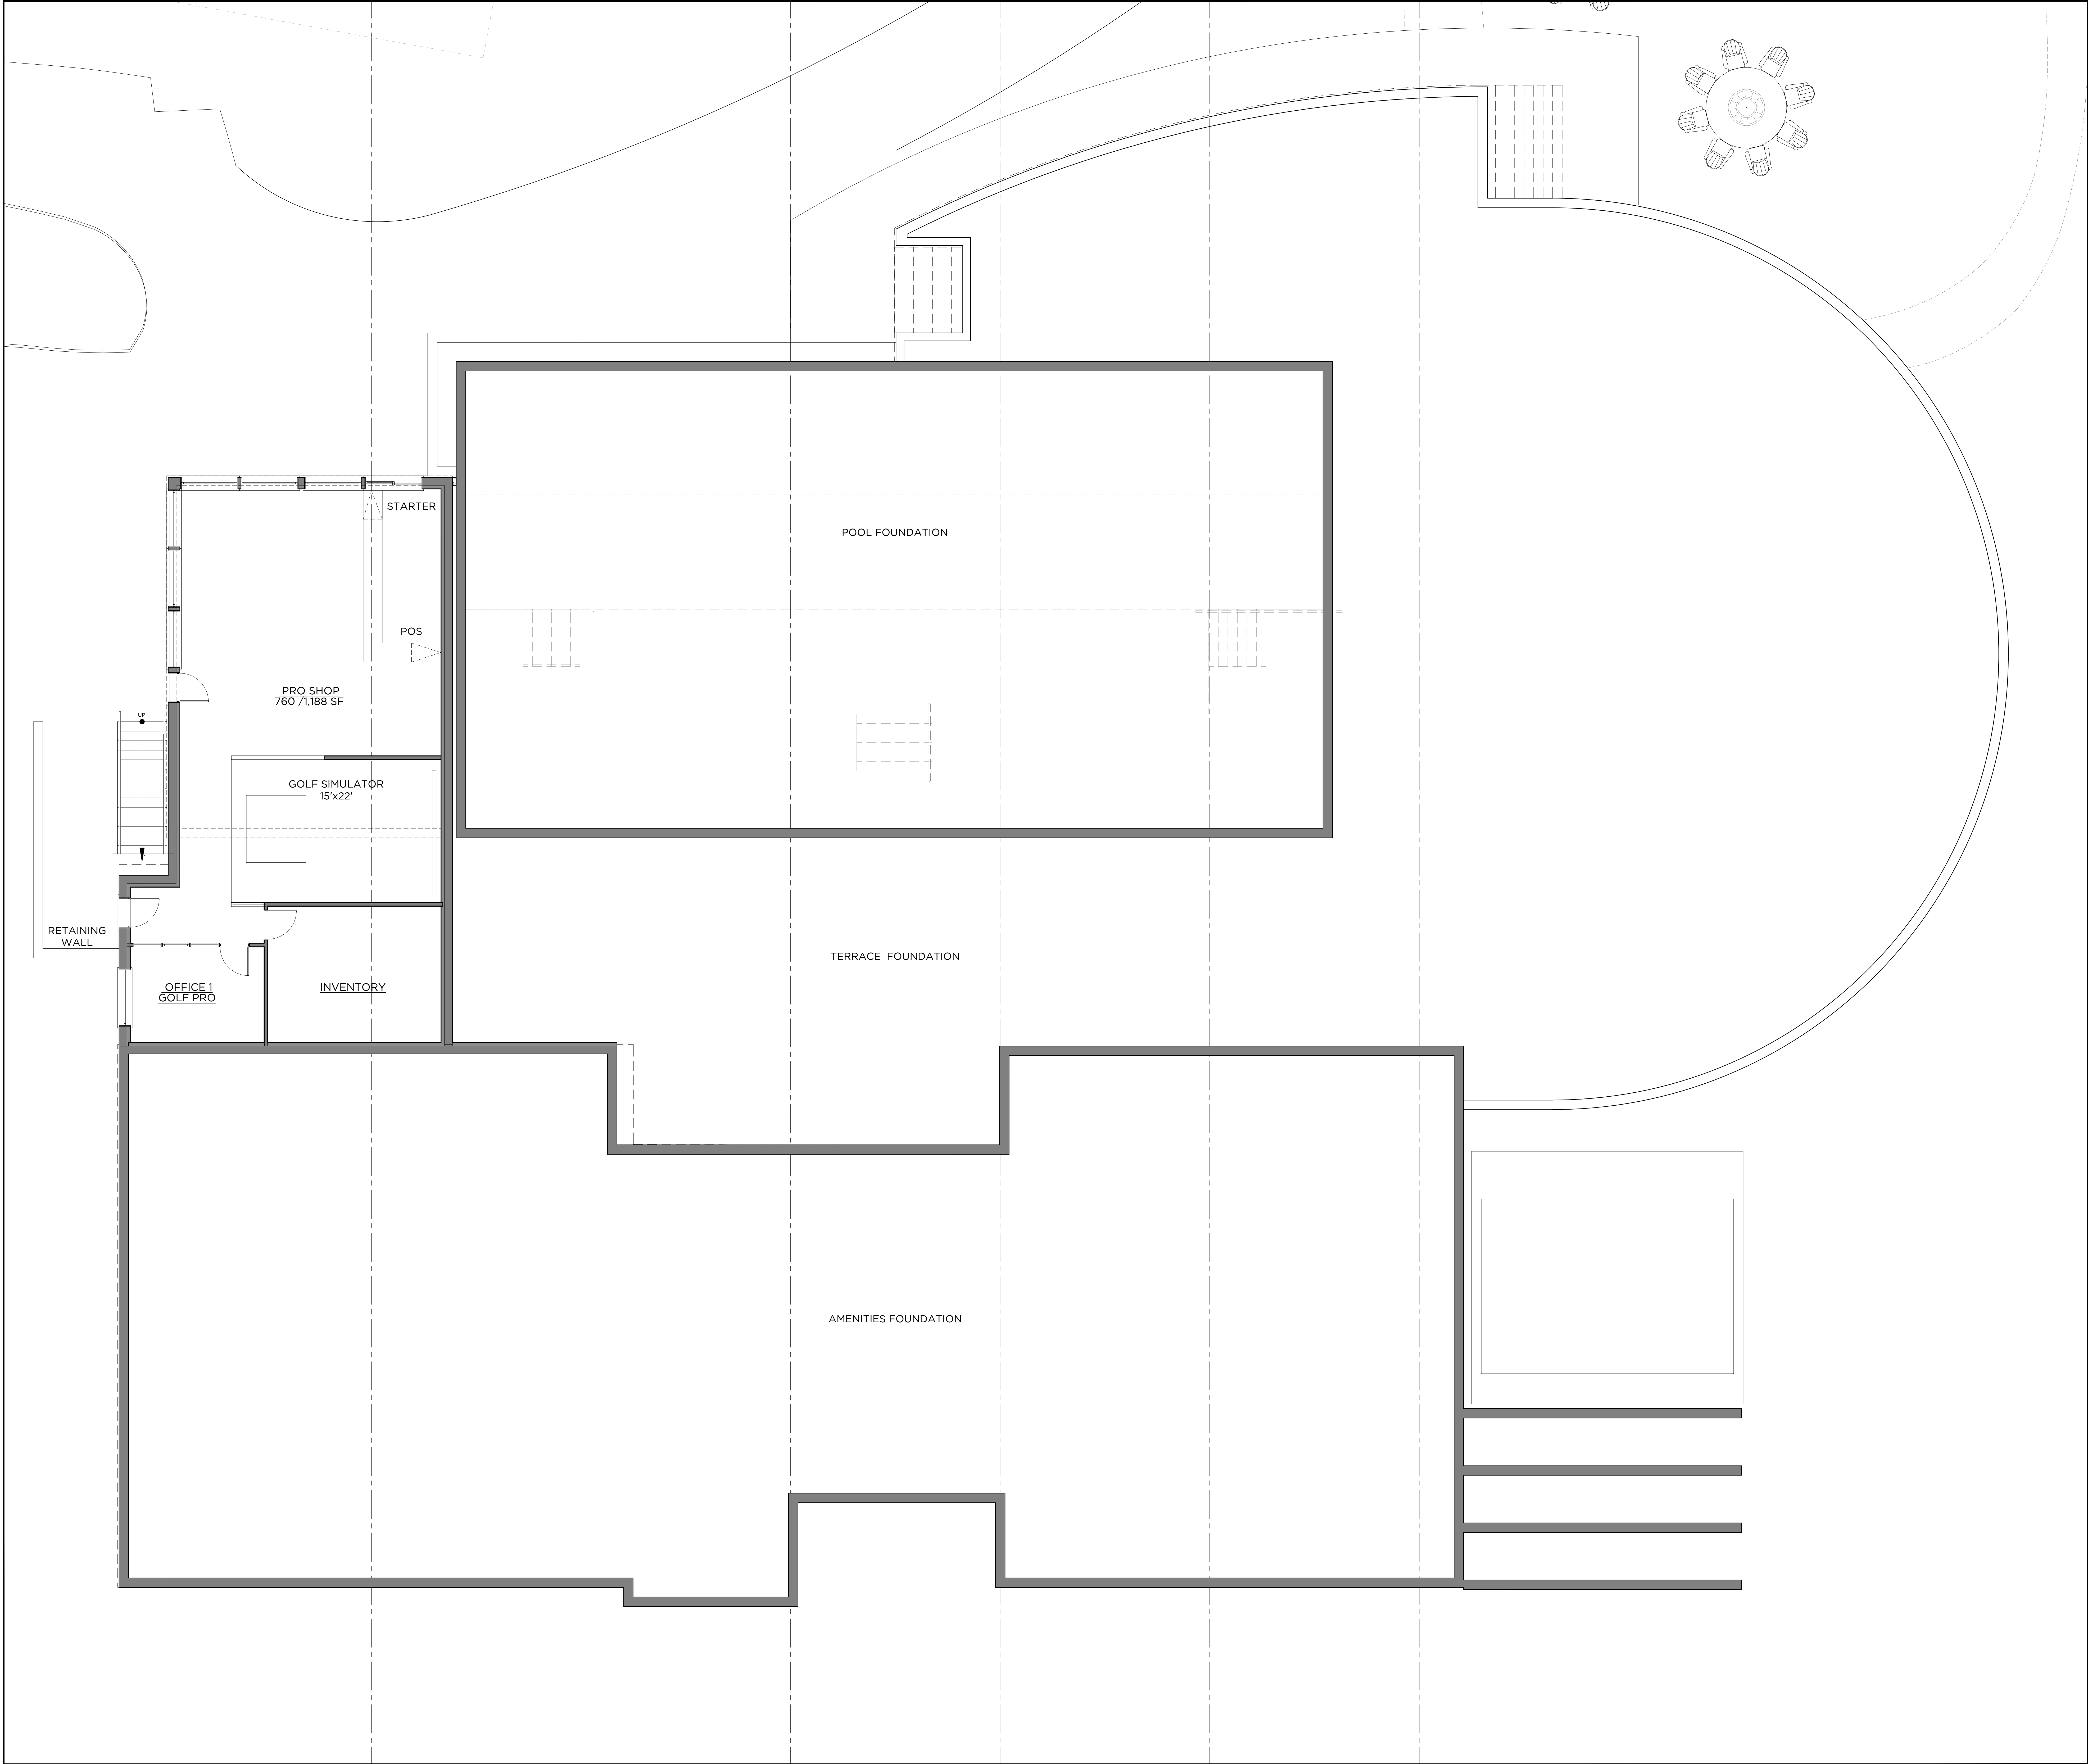 STARTER
POOL FOUNDATION
POS
PRO SHOP
760 /1,188 SF
UP
GOLF SIMULATOR
15'x22'
RETAINING
WALL
TERRACE FOUNDATION
OFFICE 1
GOLF PRO
INVENTORY
AMENITIES FOUNDATION